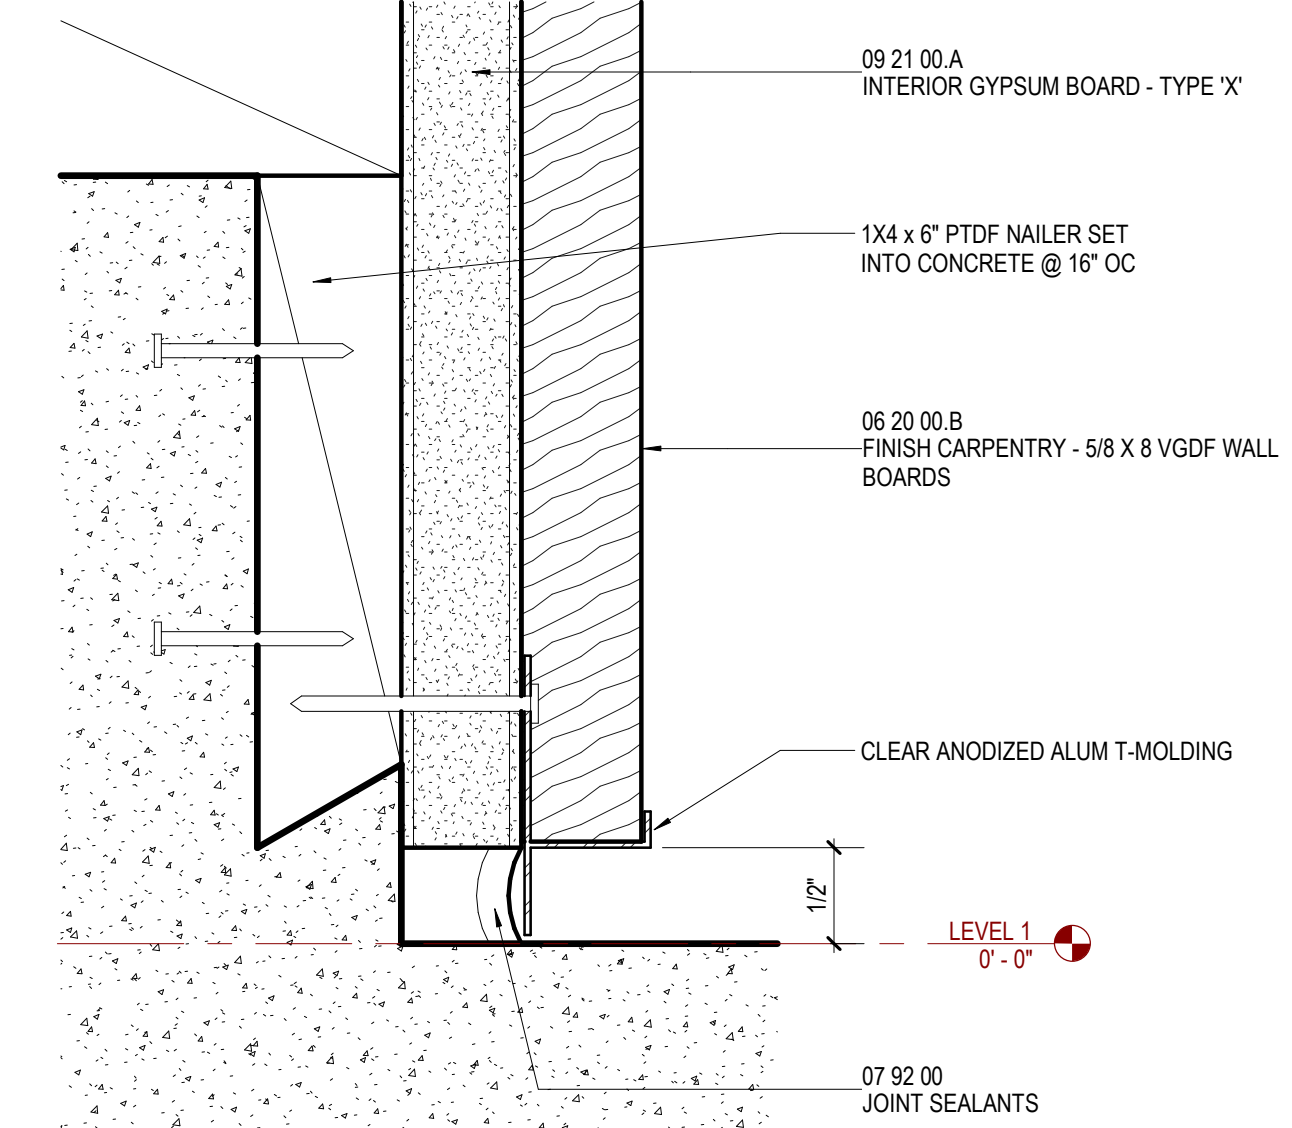 09 21 00.A
INTERIOR GYPSUM BOARD - TYPE 'X'
1X4 x 6" PTDF NAILER SET
INTO CONCRETE @ 16" OC
06 20 00.B
FINISH CARPENTRY - 5/8 X 8 VGDF WALL
BOARDS
CLEAR ANODIZED ALUM T-MOLDING
1/2"
LEVEL 1
0' - 0"
07 92 00
JOINT SEALANTS